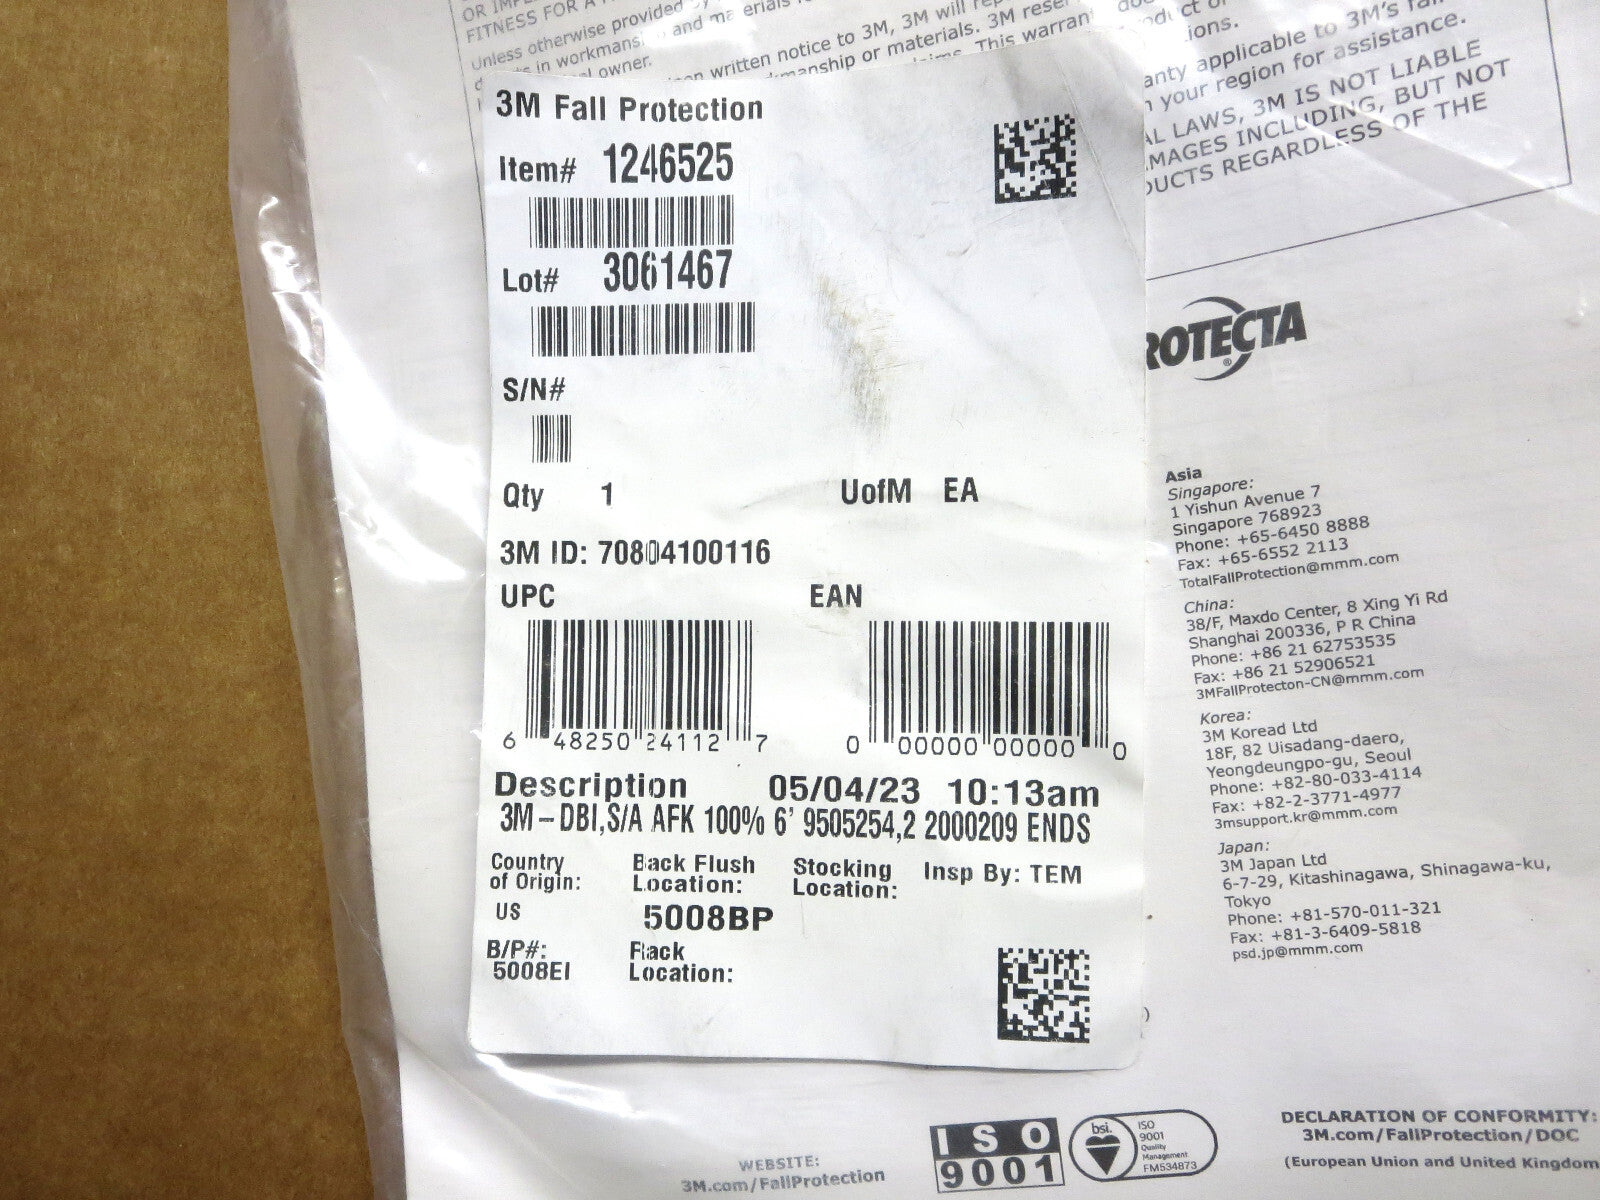 OR IMPL
FITNESS FOR A
Unless otherwise provided
in workmans and materials
owner.
written notice to 3M, 3M will
manship or materials. 3M
This
anty applicable to 3M's
your region for assistance.
LAWS, 3M IS NOT LIABLE
MAGES INCLUDING, BUT NOT
DUCTS REGARDLESS OF THE
3M Fall Protection
Item# 1246525
Lot# 3061467
S/N#
Qty 1 UofM EA
3M ID: 70804100116
UPC EAN
6 48250 24112 7 0 00000 00000 0
Description 05/04/23 10:13am
3M-DBI,S/A AFK 100% 6' 9505254,2 2000209 ENDS
Country Back Flush Stocking Insp By: TEM
of Origin: Location: Location:
US 5008BP
B/P#: Rack
5008EI Location:
ROTECTA
®
Asia
Singapore:
1 Yishun Avenue 7
Singapore 768923
Phone: +65-6450 8888
Fax: +65-6552 2113
TotalFallProtection@mmm.com
China:
38/F, Maxdo Center, 8 Xing Yi Rd
Shanghai 200336, P R China
Phone: +86 21 62753535
Fax: +86 21 52906521
3MFallProtecton-CN@mmm.com
Korea:
3M Koread Ltd
18F, 82 Uisadang-daero,
Yeongdeungpo-gu, Seoul
Phone: +82-80-033-4114
Fax: +82-2-3771-4977
3msupport.kr@mmm.com
Japan:
3M Japan Ltd
6-7-29, Kitashinagawa, Shinagawa-ku,
Tokyo
Phone: +81-570-011-321
Fax: +81-3-6409-5818
psd.jp@mmm.com
WEBSITE:
3M.com/FallProtection
ISO
9001
bsi.
ISO
9001
Quality
Management
FM534873
DECLARATION OF CONFORMITY:
3M.com/FallProtection/DOC
(European Union and United Kingdom